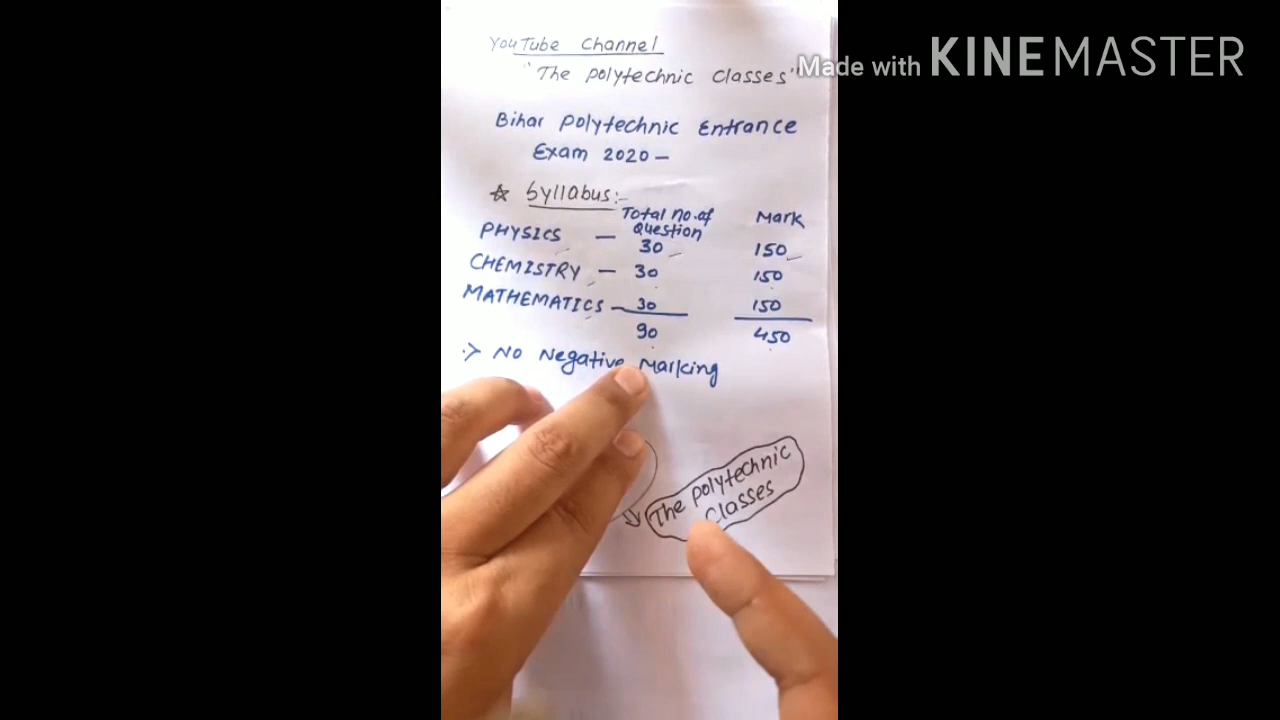 YouTube Channel
"The polytechnic classes"
Made with KINEMASTER
Bihar polytechnic Entrance
Exam 2020 –
☆ Syllabus:-
Total no. of Mark
Question
PHYSICS – 30 150
CHEMISTRY – 30 150
MATHEMATICS – 30 150
90 450
:> No Negative Marking
The polytechnic
classes